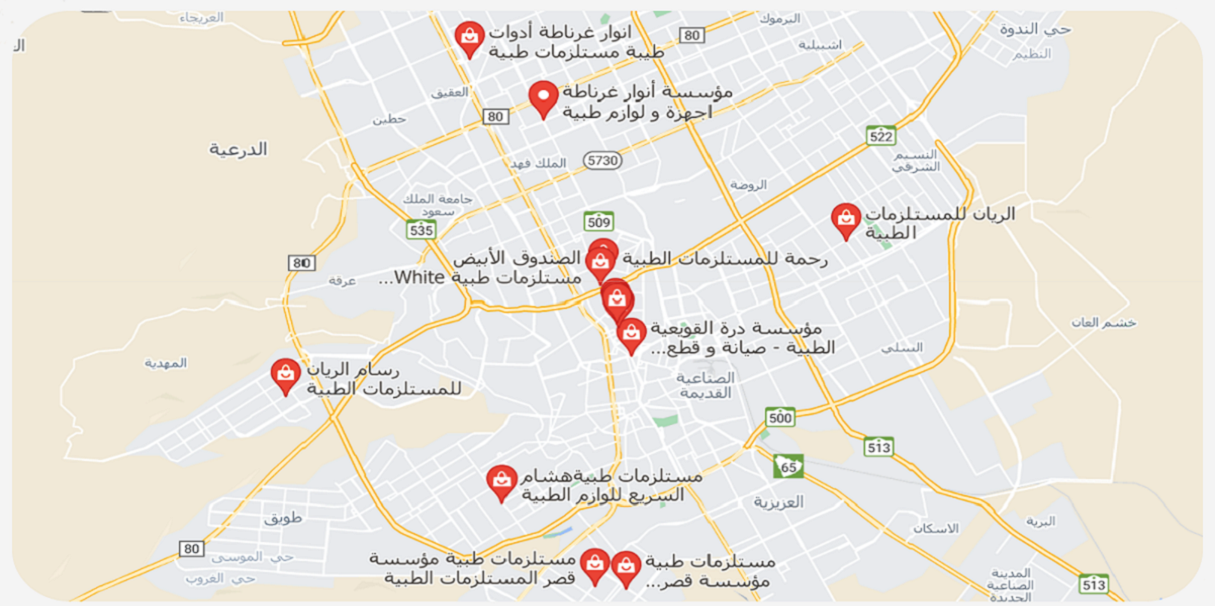 العريجاء
البرموك
80
حي الندوة
النظيم
انوار غرناطة أدوات
طيبة مستلزمات طبية
اشبيلية
العقيق
مؤسسة أنوار غرناطة
اجهزة و لوازم طبية
80
حطين
522
الدرعية
الملك فهد
5730
النسيم
الشرقي
الروضة
جامعة الملك
سعود
535
509
الريان للمستلزمات
الطبية
80
عرقة
الصندوق الأبيض
مستلزمات طبية White...
رحمة للمستلزمات الطبية
خشم العان
مؤسسة درة القويعية
الطبية - صيانة و قطع...
السلي
المهدية
رسام الريان
للمستلزمات الطبية
الصناعية
القديمة
500
513
65
مستلزمات طبيةهشام
السريع للوازم الطبية
العزيزية
طويق
الاسكان
البرية
80
حي الموسى
حي الغروب
مستلزمات طبية مؤسسة
قصر المستلزمات الطبية
مستلزمات طبية
مؤسسة قصر...
المدينة
الصناعية
الجديدة
513